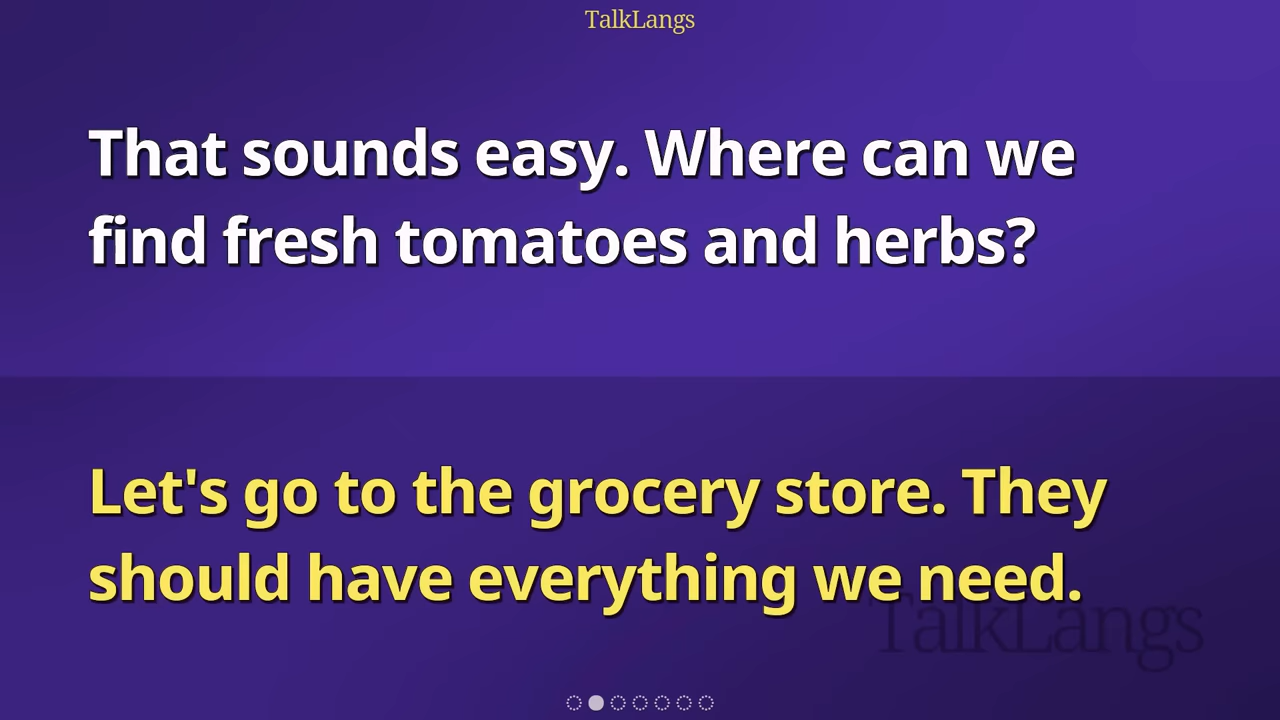 TalkLangs
That sounds easy. Where can we
find fresh tomatoes and herbs?
Let's go to the grocery store. They
should have everything we need.
TalkLangs